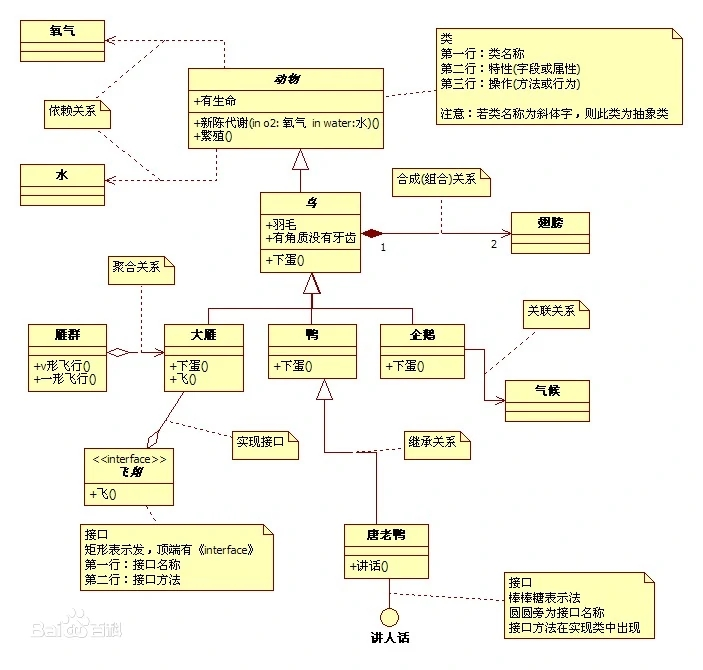 氧气
类
第一行：类名称
第二行：特性(字段或属性)
第三行：操作(方法或行为)
注意：若类名称为斜体字，则此类为抽象类
动物
+有生命
+新陈代谢(in o2: 氧气 in water:水)()
+繁殖()
依赖关系
水
合成(组合)关系
鸟
+羽毛
+有角质没有牙齿
+下蛋()
1
2
翅膀
聚合关系
关联关系
雁群
+v形飞行()
+一形飞行()
大雁
+下蛋()
+飞()
鸭
+下蛋()
企鹅
+下蛋()
气候
实现接口
继承关系
<<interface>>
飞翔
+飞()
接口
矩形表示发，顶端有《interface》
第一行：接口名称
第二行：接口方法
唐老鸭
+讲话()
接口
棒棒糖表示法
圆圆旁为接口名称
接口方法在实现类中出现
讲人话
Baidu百科